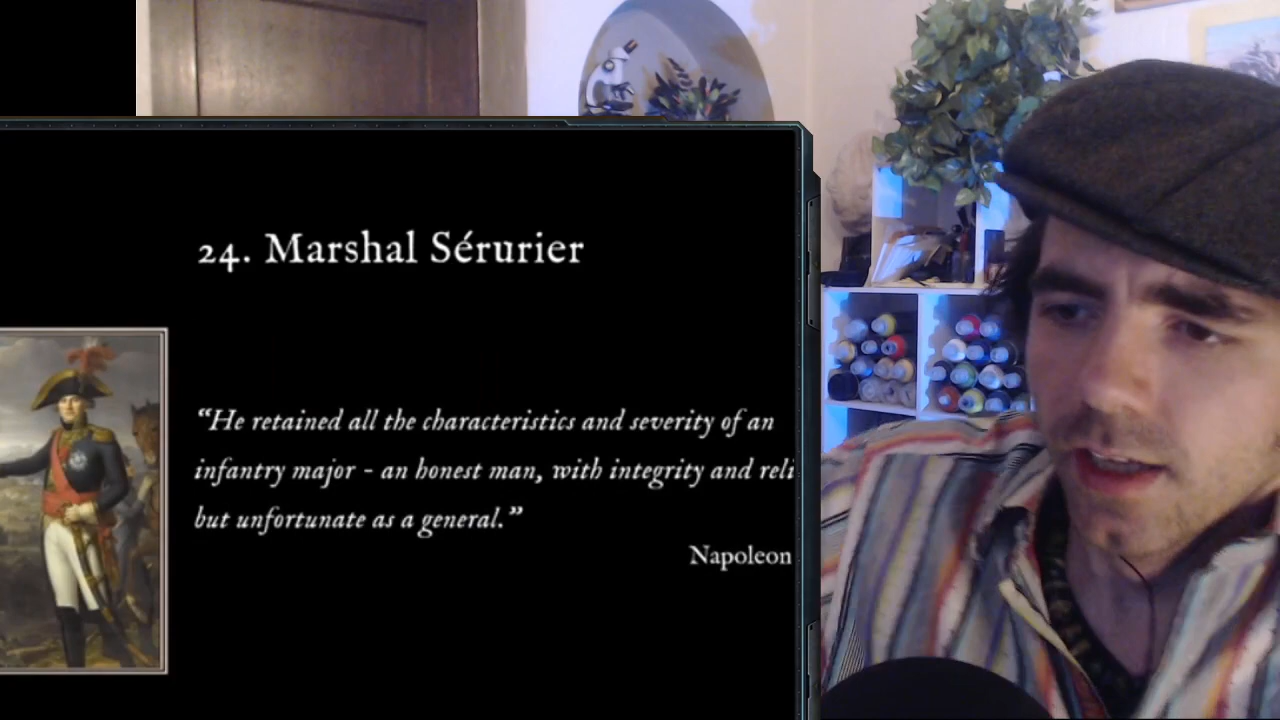 24. Marshal Sérurier
“He retained all the characteristics and severity of an
infantry major - an honest man, with integrity and
but unfortunate as a general.”
Napoleon